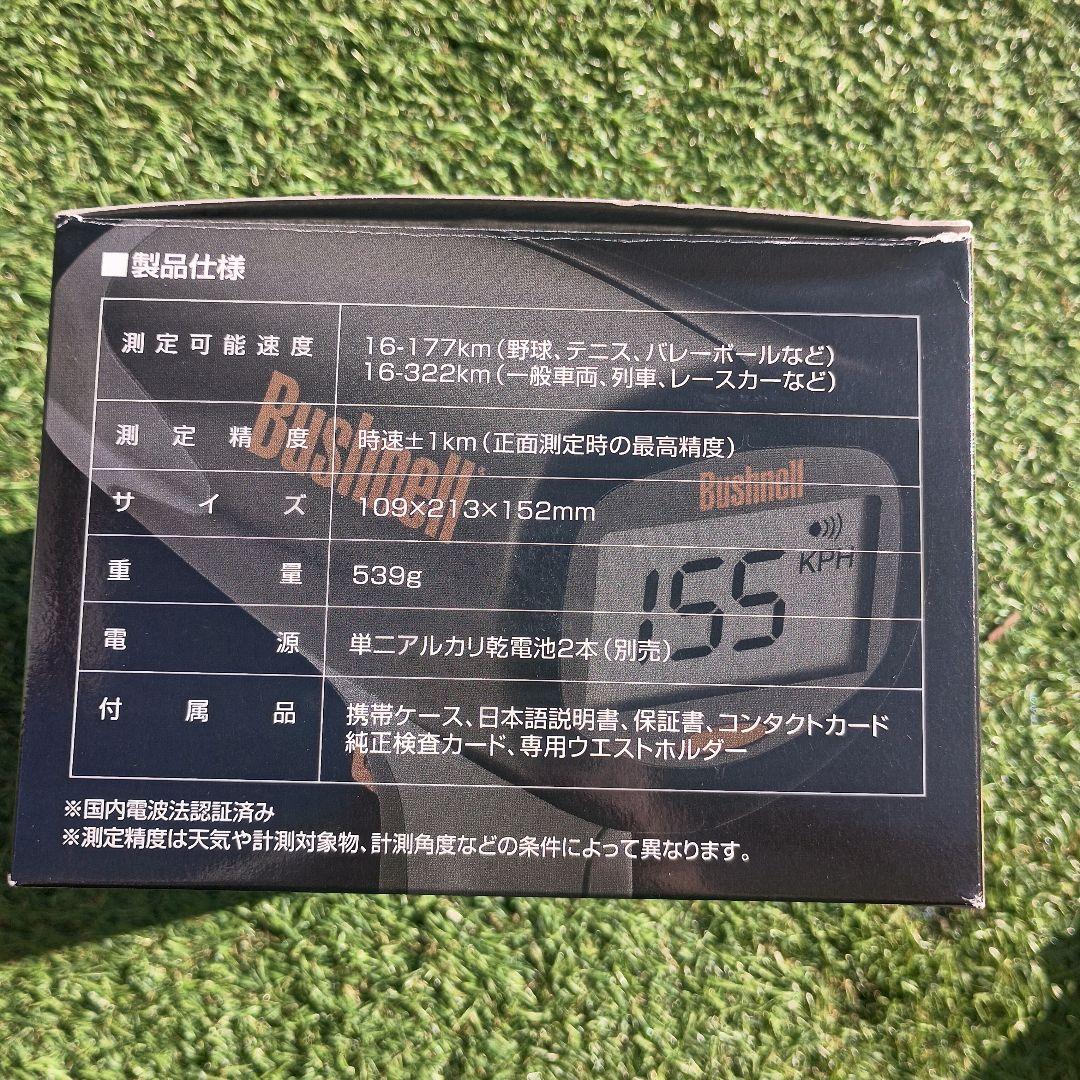 ■製品仕様
測定可能速度
16-177km(野球、テニス、バレーボールなど)
16-322km(一般車両、列車、レースカーなど)
測定精度
時速±1km(正面測定時の最高精度)
サイズ
109×213×152mm
重量
539g
電源
単二アルカリ乾電池2本(別売)
付属品
携帯ケース、日本語説明書、保証書、コンタクトカード
純正検査カード、専用ウエストホルダー
※国内電波法認証済み
※測定精度は天気や計測対象物、計測角度などの条件によって異なります。
Bushnell
Bushnell
KPH
155